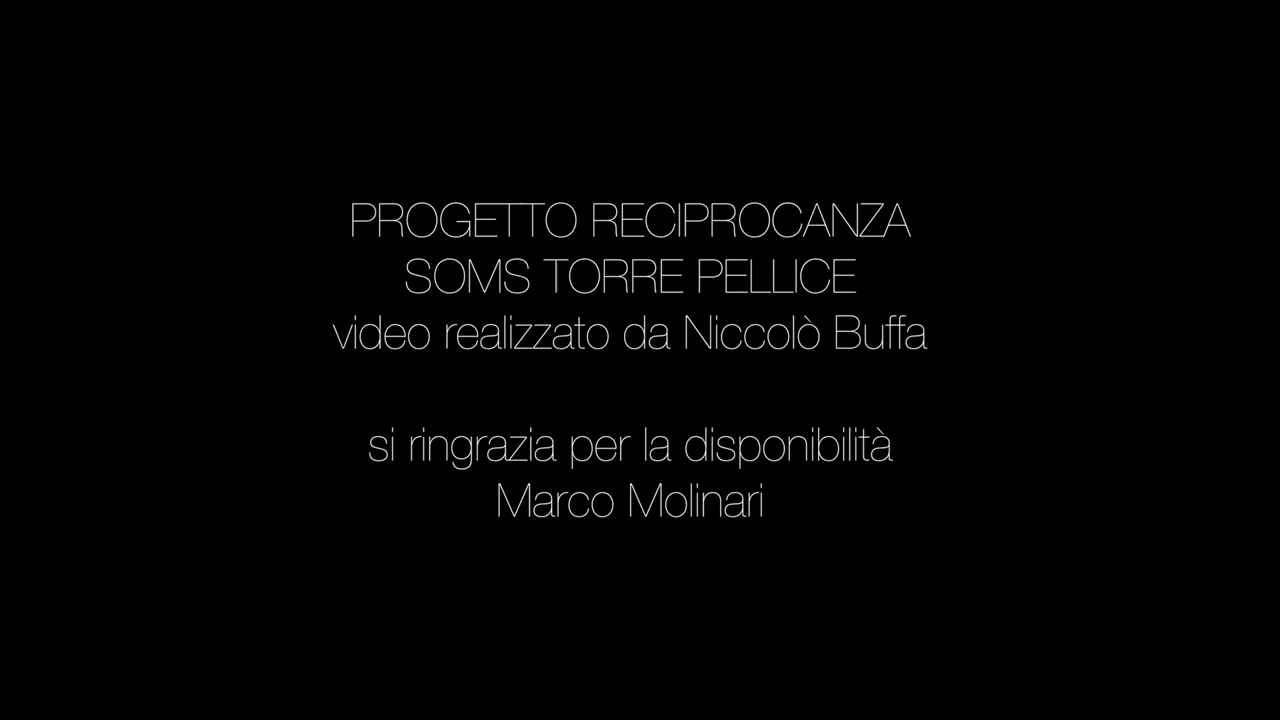 PROGETTO RECIPROCANZA
SOMS TORRE PELLICE
video realizzato da Niccolò Buffa
si ringrazia per la disponibilità
Marco Molinari